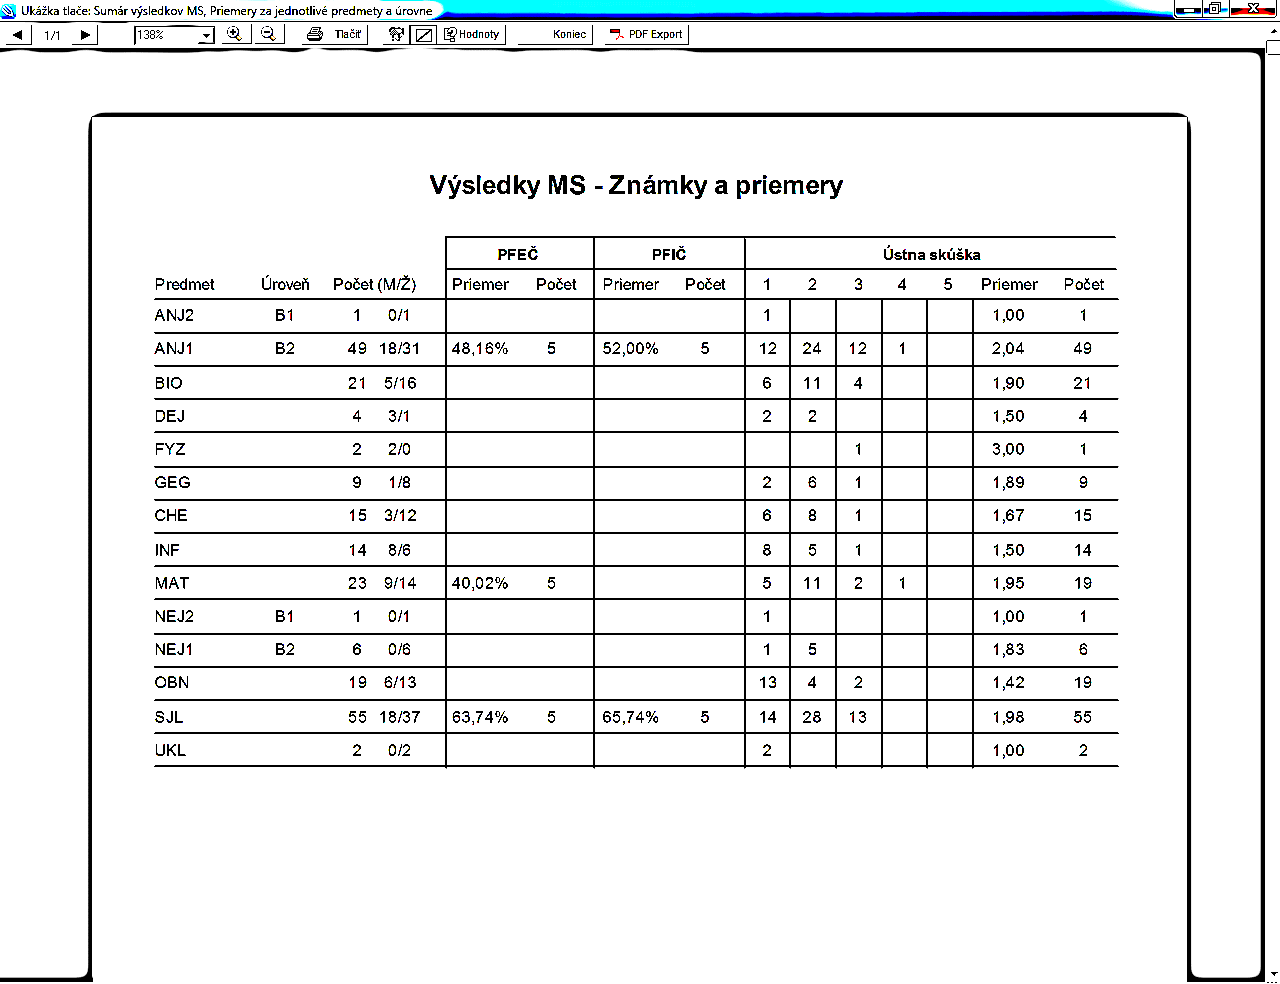 Ukážka tlače: Sumár výsledkov MS, Priemery za jednotlivé predmety a úrovne
1/1 138% Tlačiť Hodnoty Koniec PDF Export
Výsledky MS - Známky a priemery
PFEČ PFIČ Ústna skúška
Predmet Úroveň Počet (M/Ž) Priemer Počet Priemer Počet 1 2 3 4 5 Priemer Počet
ANJ2 B1 1 0/1 1 1,00 1
ANJ1 B2 49 18/31 48,16% 5 52,00% 5 12 24 12 1 2,04 49
BIO 21 5/16 6 11 4 1,90 21
DEJ 4 3/1 2 2 1,50 4
FYZ 2 2/0 1 3,00 1
GEG 9 1/8 2 6 1 1,89 9
CHE 15 3/12 6 8 1 1,67 15
INF 14 8/6 8 5 1 1,50 14
MAT 23 9/14 40,02% 5 5 11 2 1 1,95 19
NEJ2 B1 1 0/1 1 1,00 1
NEJ1 B2 6 0/6 1 5 1,83 6
OBN 19 6/13 13 4 2 1,42 19
SJL 55 18/37 63,74% 5 65,74% 5 14 28 13 1,98 55
UKL 2 0/2 2 1,00 2